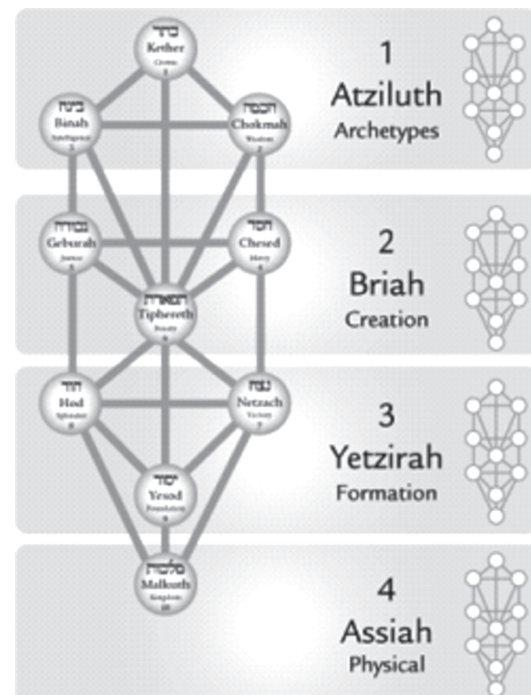 כתר
Kether
Crown
1
בינה
Binah
Intelligence
3
חכמה
Chokmah
Wisdom
2
1
Atziluth
Archetypes
גבורה
Geburah
Justice
5
חסד
Chesed
Mercy
4
תפארת
Tiphereth
Beauty
6
2
Briah
Creation
הוד
Hod
Splendor
8
נצח
Netzach
Victory
7
יסוד
Yesod
Foundation
9
3
Yetzirah
Formation
מלכות
Malkuth
Kingdom
10
4
Assiah
Physical